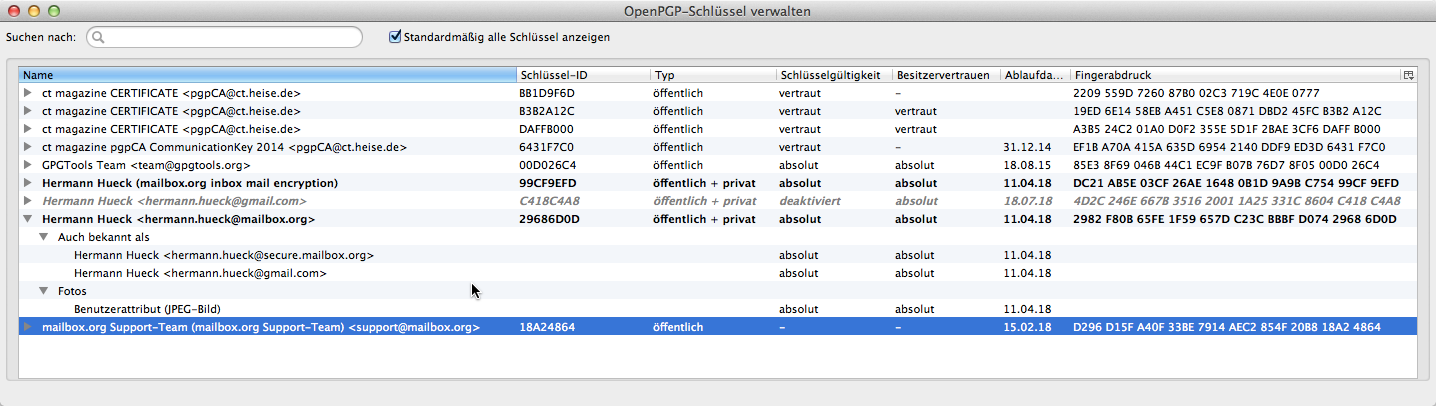 OpenPGP-Schlüssel verwalten
Suchen nach: Standardmäßig alle Schlüssel anzeigen
Name Schlüssel-ID Typ Schlüsselgültigkeit Besitzervertrauen Ablaufda... Fingerabdruck
ct magazine CERTIFICATE <pgpCA@ct.heise.de> BB1D9F6D öffentlich vertraut – 2209 559D 7260 87B0 02C3 719C 4E0E 0777
ct magazine CERTIFICATE <pgpCA@ct.heise.de> B3B2A12C öffentlich vertraut vertraut 19ED 6E14 58EB A451 C5E8 0871 DBD2 45FC B3B2 A12C
ct magazine CERTIFICATE <pgpCA@ct.heise.de> DAFFB000 öffentlich vertraut vertraut A3B5 24C2 01A0 D0F2 355E 5D1F 2BAE 3CF6 DAFF B000
ct magazine pgpCA CommunicationKey 2014 <pgpCA@ct.heise.de> 6431F7C0 öffentlich vertraut – 31.12.14 EF1B A70A 415A 635D 6954 2140 DDF9 ED3D 6431 F7C0
GPGTools Team <team@gpgtools.org> 00D026C4 öffentlich absolut absolut 18.08.15 85E3 8F69 046B 44C1 EC9F B07B 76D7 8F05 00D0 26C4
Hermann Hueck (mailbox.org inbox mail encryption) 99CF9EFD öffentlich + privat absolut absolut 11.04.18 DC21 AB5E 03CF 26AE 1648 0B1D 9A9B C754 99CF 9EFD
Hermann Hueck <hermann.hueck@gmail.com> C418C4A8 öffentlich + privat deaktiviert absolut 18.07.18 4D2C 246E 667B 3516 2001 1A25 331C 8604 C418 C4A8
Hermann Hueck <hermann.hueck@mailbox.org> 29686D0D öffentlich + privat absolut absolut 11.04.18 2982 F80B 65FE 1F59 657D C23C BBBF D074 2968 6D0D
Auch bekannt als
Hermann Hueck <hermann.hueck@secure.mailbox.org> absolut absolut 11.04.18
Hermann Hueck <hermann.hueck@gmail.com> absolut absolut 11.04.18
Fotos
Benutzerattribut (JPEG-Bild) absolut absolut 11.04.18
mailbox.org Support-Team (mailbox.org Support-Team) <support@mailbox.org> 18A24864 öffentlich – – 15.02.18 D296 D15F A40F 33BE 7914 AEC2 854F 20B8 18A2 4864